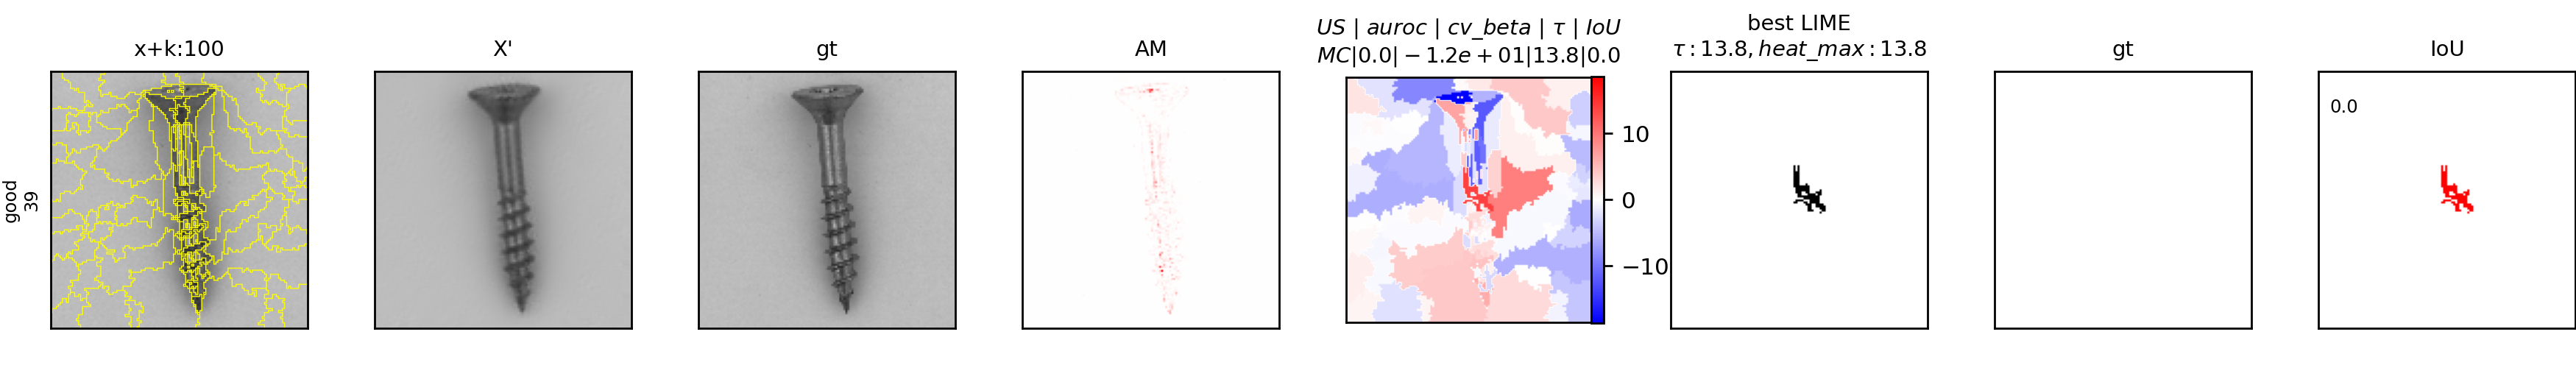 x+k:100
X'
gt
AM
US | auroc | cv_beta | τ | IoU
MC|0.0| − 1.2e + 01|13.8|0.0
best LIME
τ : 13.8, heat_max : 13.8
gt
IoU
good
39
10
0
−10
0.0